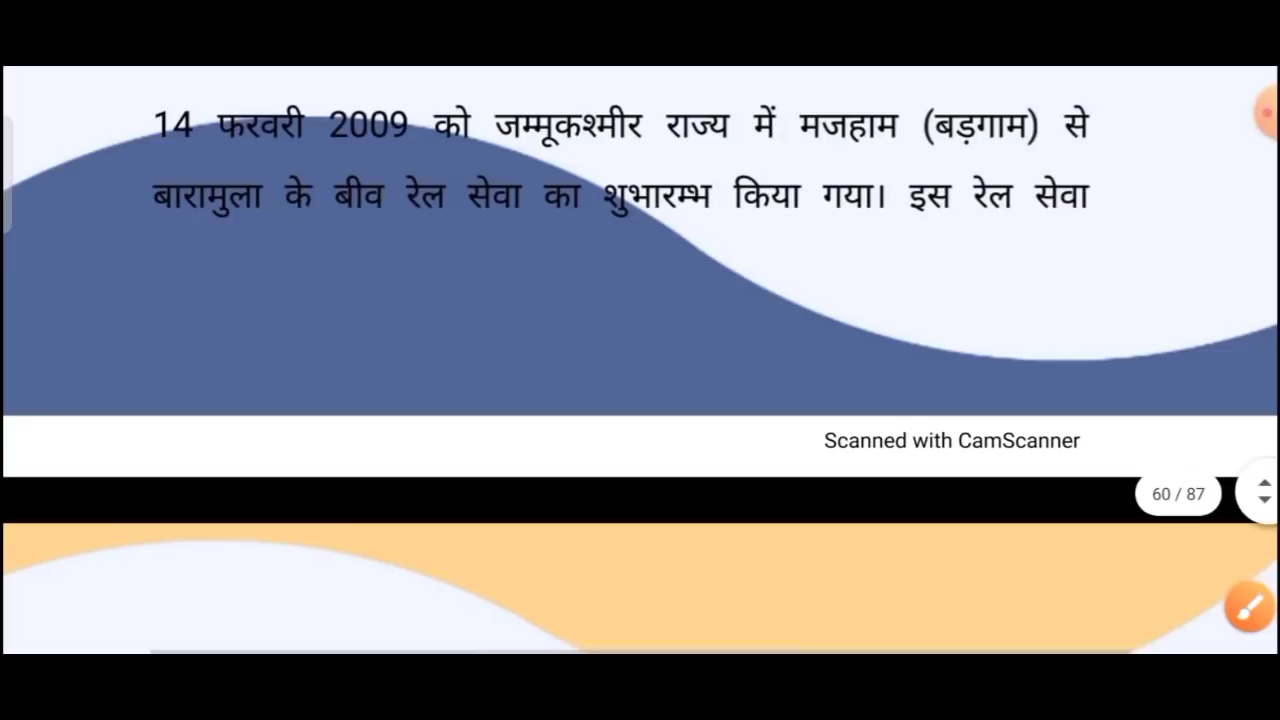 14 फरवरी 2009 को जम्मूकश्मीर राज्य में मजहाम (बड़गाम) से
बारामुला के बीव रेल सेवा का शुभारम्भ किया गया। इस रेल सेवा
Scanned with CamScanner
60 / 87